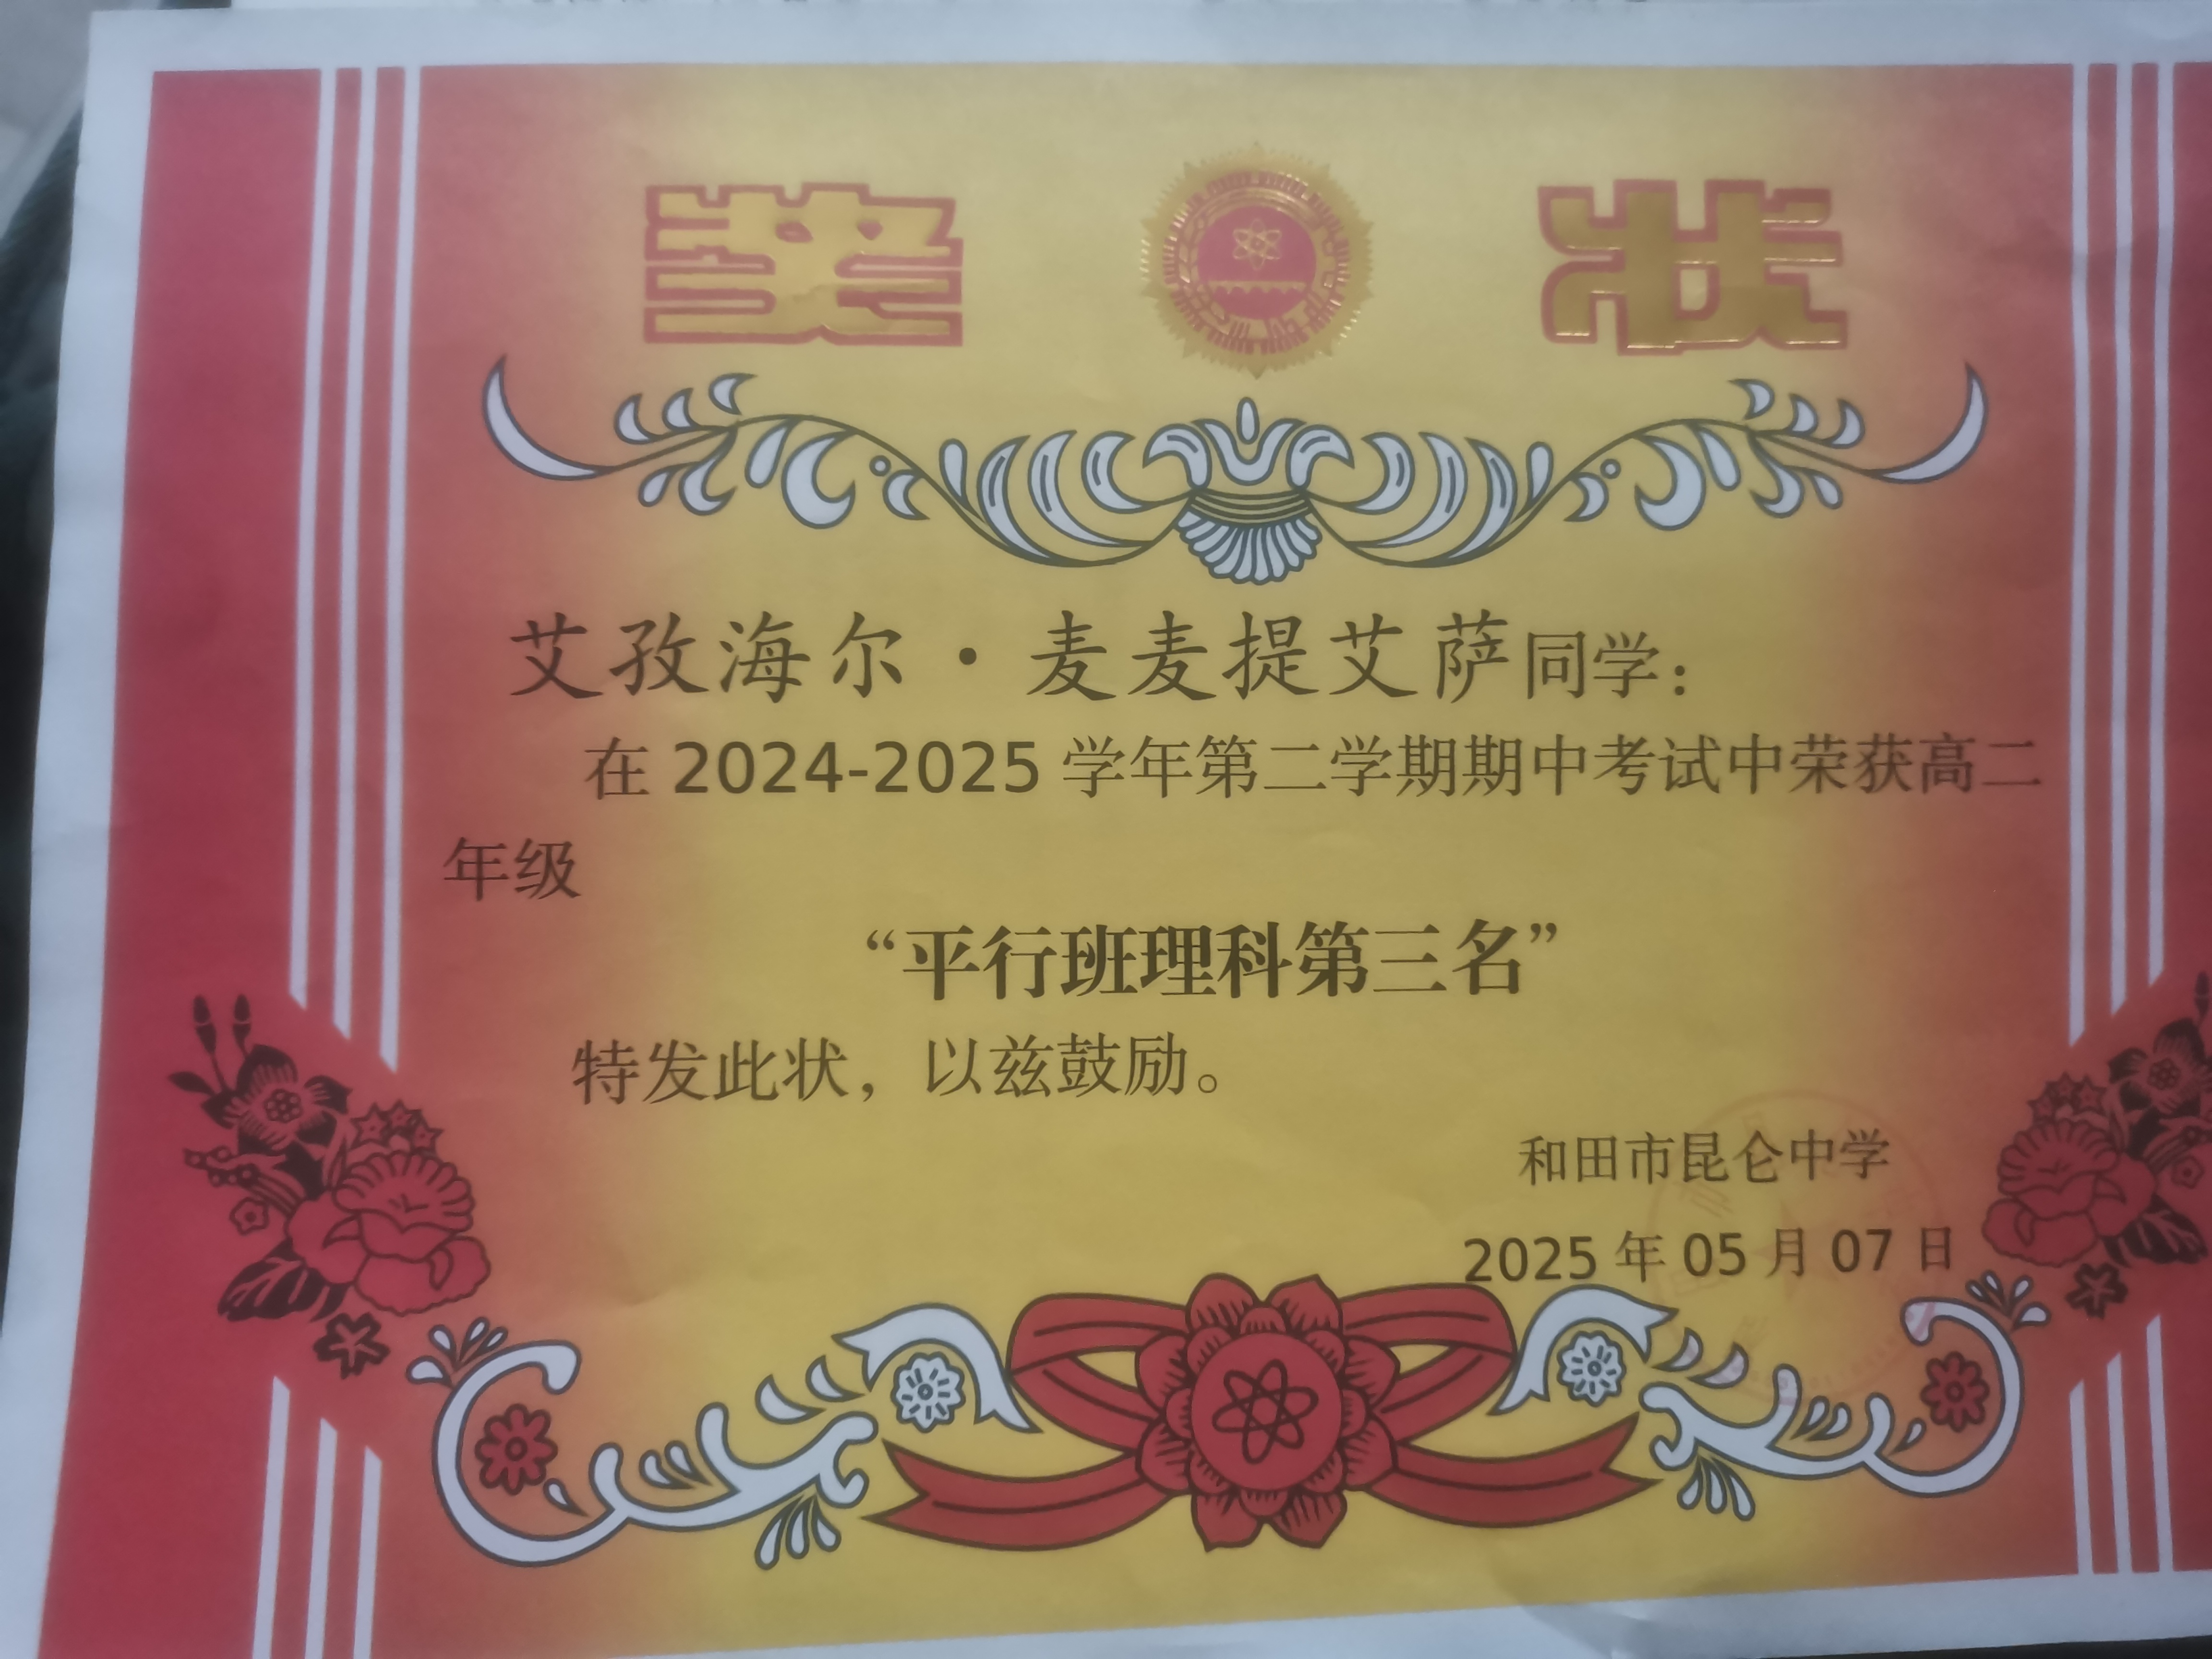 奖 状
艾孜海尔·麦麦提艾萨同学：
在 2024-2025 学年第二学期期中考试中荣获高二
年级
“平行班理科第三名”
特发此状，以兹鼓励。
和田市昆仑中学
2025 年 05 月 07 日